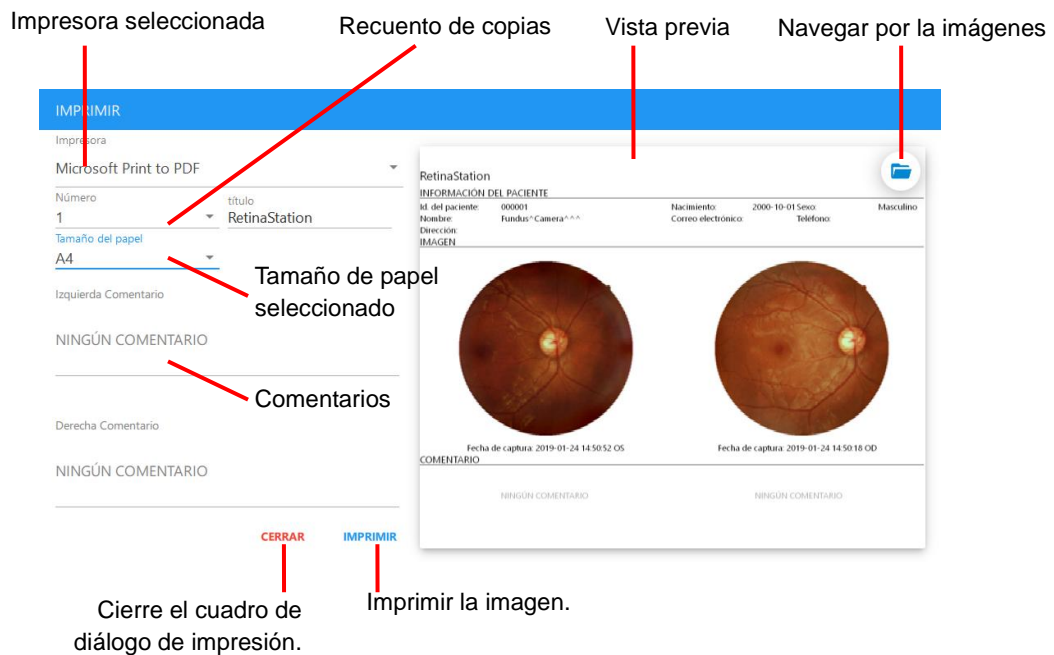 Impresora seleccionada
Recuento de copias
Vista previa
Navegar por la imágenes
IMPRIMIR
Impresora
Microsoft Print to PDF
Número
título
1
RetinaStation
Tamaño del papel
A4
Tamaño de papel
seleccionado
Izquierda Comentario
NINGÚN COMENTARIO
Comentarios
Derecha Comentario
NINGÚN COMENTARIO
CERRAR
IMPRIMIR
RetinaStation
INFORMACIÓN DEL PACIENTE
Id. del paciente: 000001 Nacimiento: 2000-10-01 Sexo: Masculino
Nombre: Fundus^Camera^^^ Correo electrónico: Teléfono:
Dirección:
IMAGEN
Fecha de captura: 2019-01-24 14:50:52 OS
Fecha de captura: 2019-01-24 14:50:18 OD
COMENTARIO
NINGÚN COMENTARIO
NINGÚN COMENTARIO
Cierre el cuadro de
diálogo de impresión.
Imprimir la imagen.